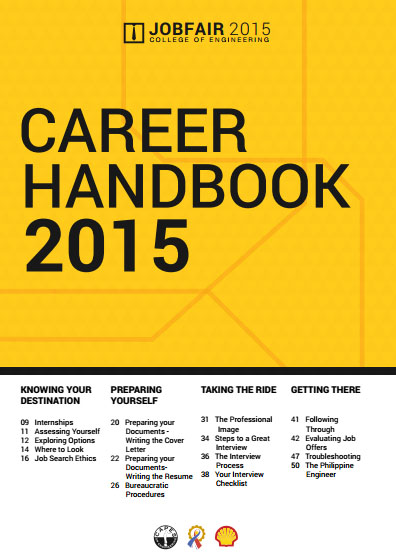 JOBFAIR 2015
COLLEGE OF ENGINEERING
CAREER
HANDBOOK
2015
KNOWING YOUR
DESTINATION
09 Internships
11 Assessing Yourself
12 Exploring Options
14 Where to Look
16 Job Search Ethics
PREPARING
YOURSELF
20 Preparing your
Documents -
Writing the Cover
Letter
22 Preparing your
Documents-
Writing the Resume
26 Bureaucratic
Procedures
TAKING THE RIDE
31 The Professional
Image
34 Steps to a Great
Interview
36 The Interview
Process
38 Your Interview
Checklist
GETTING THERE
41 Following
Through
42 Evaluating Job
Offers
47 Troubleshooting
50 The Philippine
Engineer
CAPES